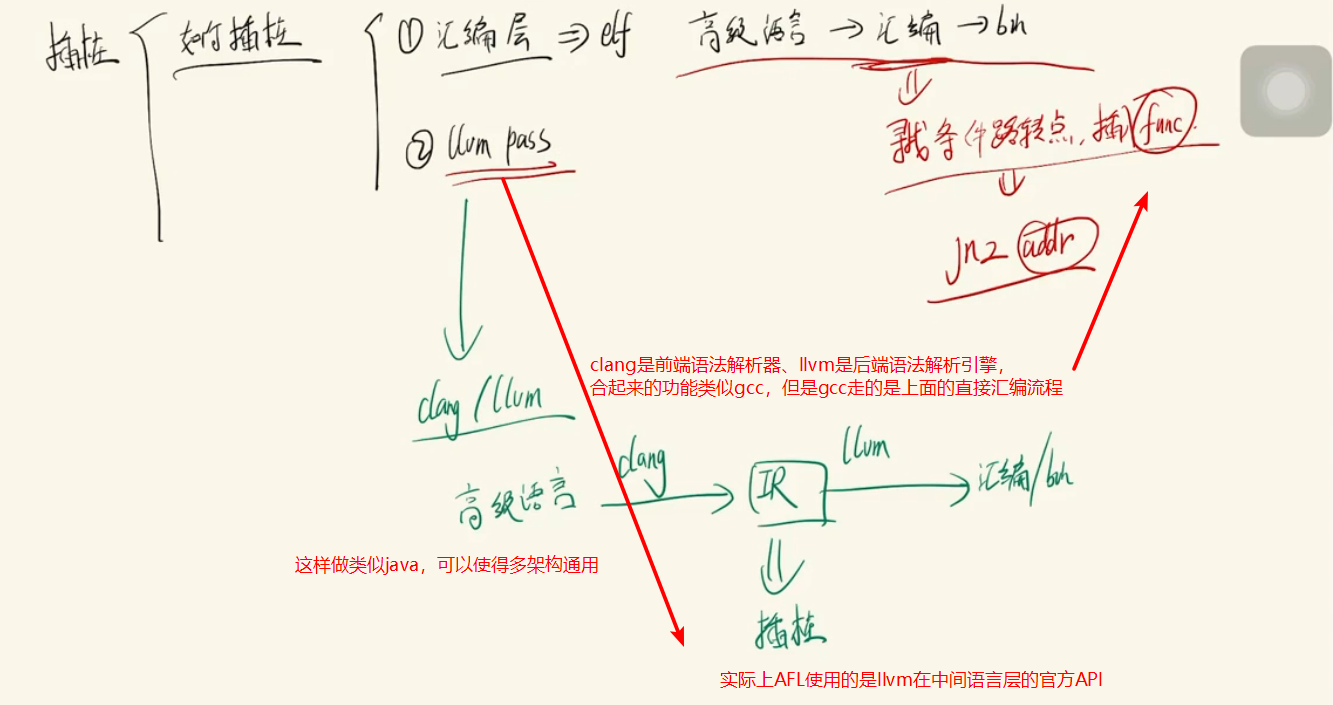 插桩
如何插桩
① 汇编层 ⇒ elf
高级语言 → 汇编 → bin
② llvm pass
寻找条件跳转点,插 func.
jnz addr
clang是前端语法解析器、llvm是后端语法解析引擎,
合起来的功能类似gcc,但是gcc走的是上面的直接汇编流程
clang / llvm
高级语言 clang IR llvm 汇编/bin
这样做类似java,可以使得多架构通用
插桩
实际上AFL使用的是llvm在中间语言层的官方API